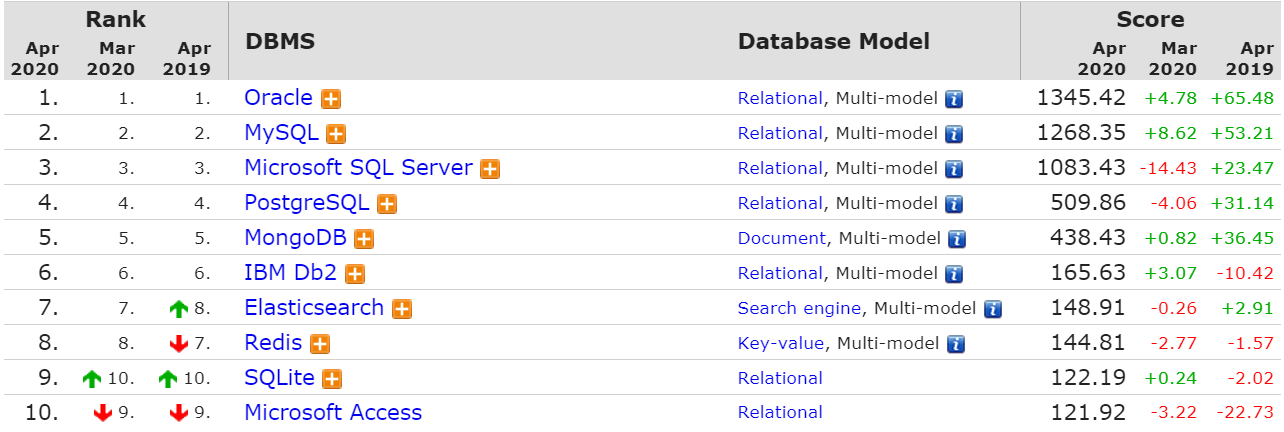 Rank DBMS Database Model Score
Apr 2020 Mar 2020 Apr 2019 Apr 2020 Mar 2020 Apr 2019
1. 1. 1. Oracle Relational, Multi-model 1345.42 +4.78 +65.48
2. 2. 2. MySQL Relational, Multi-model 1268.35 +8.62 +53.21
3. 3. 3. Microsoft SQL Server Relational, Multi-model 1083.43 -14.43 +23.47
4. 4. 4. PostgreSQL Relational, Multi-model 509.86 -4.06 +31.14
5. 5. 5. MongoDB Document, Multi-model 438.43 +0.82 +36.45
6. 6. 6. IBM Db2 Relational, Multi-model 165.63 +3.07 -10.42
7. 7. 8. Elasticsearch Search engine, Multi-model 148.91 -0.26 +2.91
8. 8. 7. Redis Key-value, Multi-model 144.81 -2.77 -1.57
9. 10. 10. SQLite Relational 122.19 +0.24 -2.02
10. 9. 9. Microsoft Access Relational 121.92 -3.22 -22.73